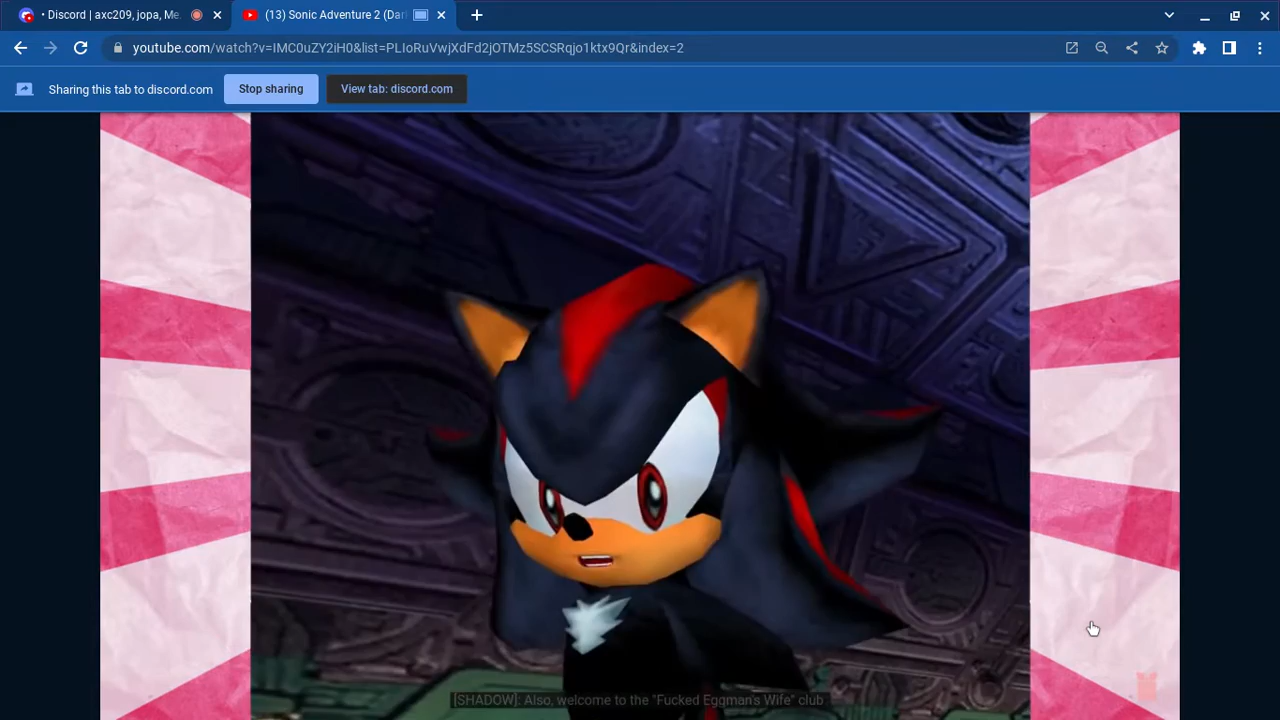 • Discord | axc209, jopa, Me
(13) Sonic Adventure 2 (Dar
youtube.com/watch?v=IMC0uZY2iH0&list=PLIoRuVwjXdFd2jOTMz5SCSRqjo1ktx9Qr&index=2
Sharing this tab to discord.com
Stop sharing
View tab: discord.com
[SHADOW]: Also, welcome to the "Fucked Eggman's Wife" club